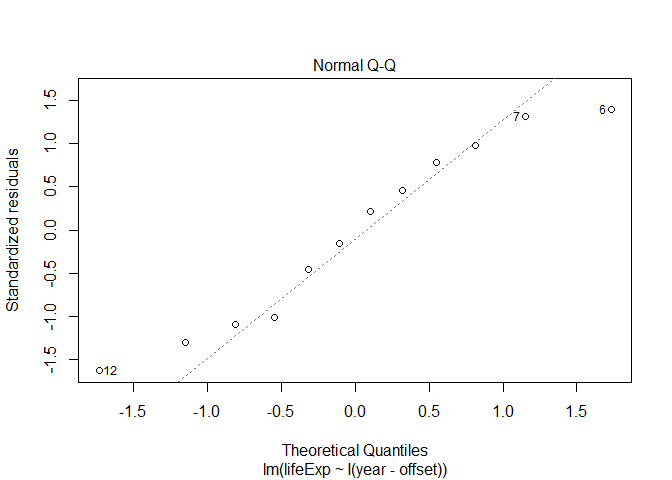 Normal Q-Q
Standardized residuals
1.5
1.0
0.5
0.0
-0.5
-1.0
-1.5
6
7
12
-1.5 -1.0 -0.5 0.0 0.5 1.0 1.5
Theoretical Quantiles
lm(lifeExp ~ I(year - offset))